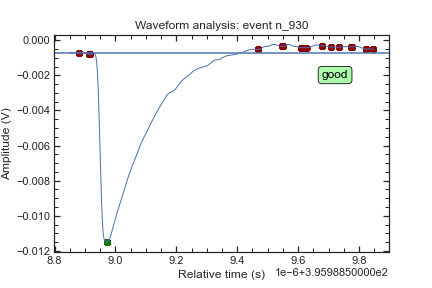 Waveform analysis: event n_930
0.000
−0.002
−0.004
−0.006
−0.008
−0.010
−0.012
Amplitude (V)
good
8.8
9.0
9.2
9.4
9.6
9.8
Relative time (s)
1e−6+3.9598850000e2